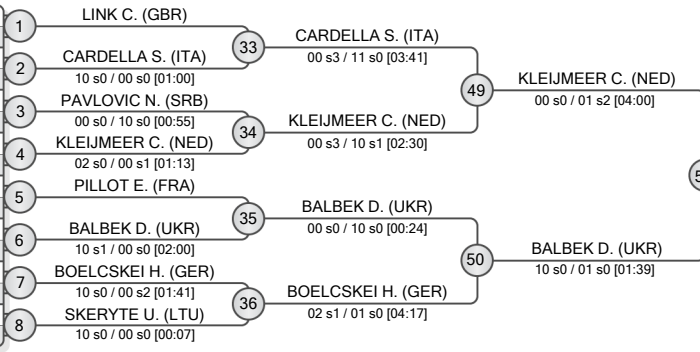 1
LINK C. (GBR)
2
CARDELLA S. (ITA)
10 s0 / 00 s0 [01:00]
3
PAVLOVIC N. (SRB)
00 s0 / 10 s0 [00:55]
4
KLEIJMEER C. (NED)
02 s0 / 00 s1 [01:13]
5
PILLOT E. (FRA)
6
BALBEK D. (UKR)
10 s1 / 00 s0 [02:00]
7
BOELCSKEI H. (GER)
10 s0 / 00 s2 [01:41]
8
SKERYTE U. (LTU)
10 s0 / 00 s0 [00:07]
33
CARDELLA S. (ITA)
00 s3 / 11 s0 [03:41]
34
KLEIJMEER C. (NED)
00 s3 / 10 s1 [02:30]
35
BALBEK D. (UKR)
00 s0 / 10 s0 [00:24]
36
BOELCSKEI H. (GER)
02 s1 / 01 s0 [04:17]
49
KLEIJMEER C. (NED)
00 s0 / 01 s2 [04:00]
50
BALBEK D. (UKR)
10 s0 / 01 s0 [01:39]